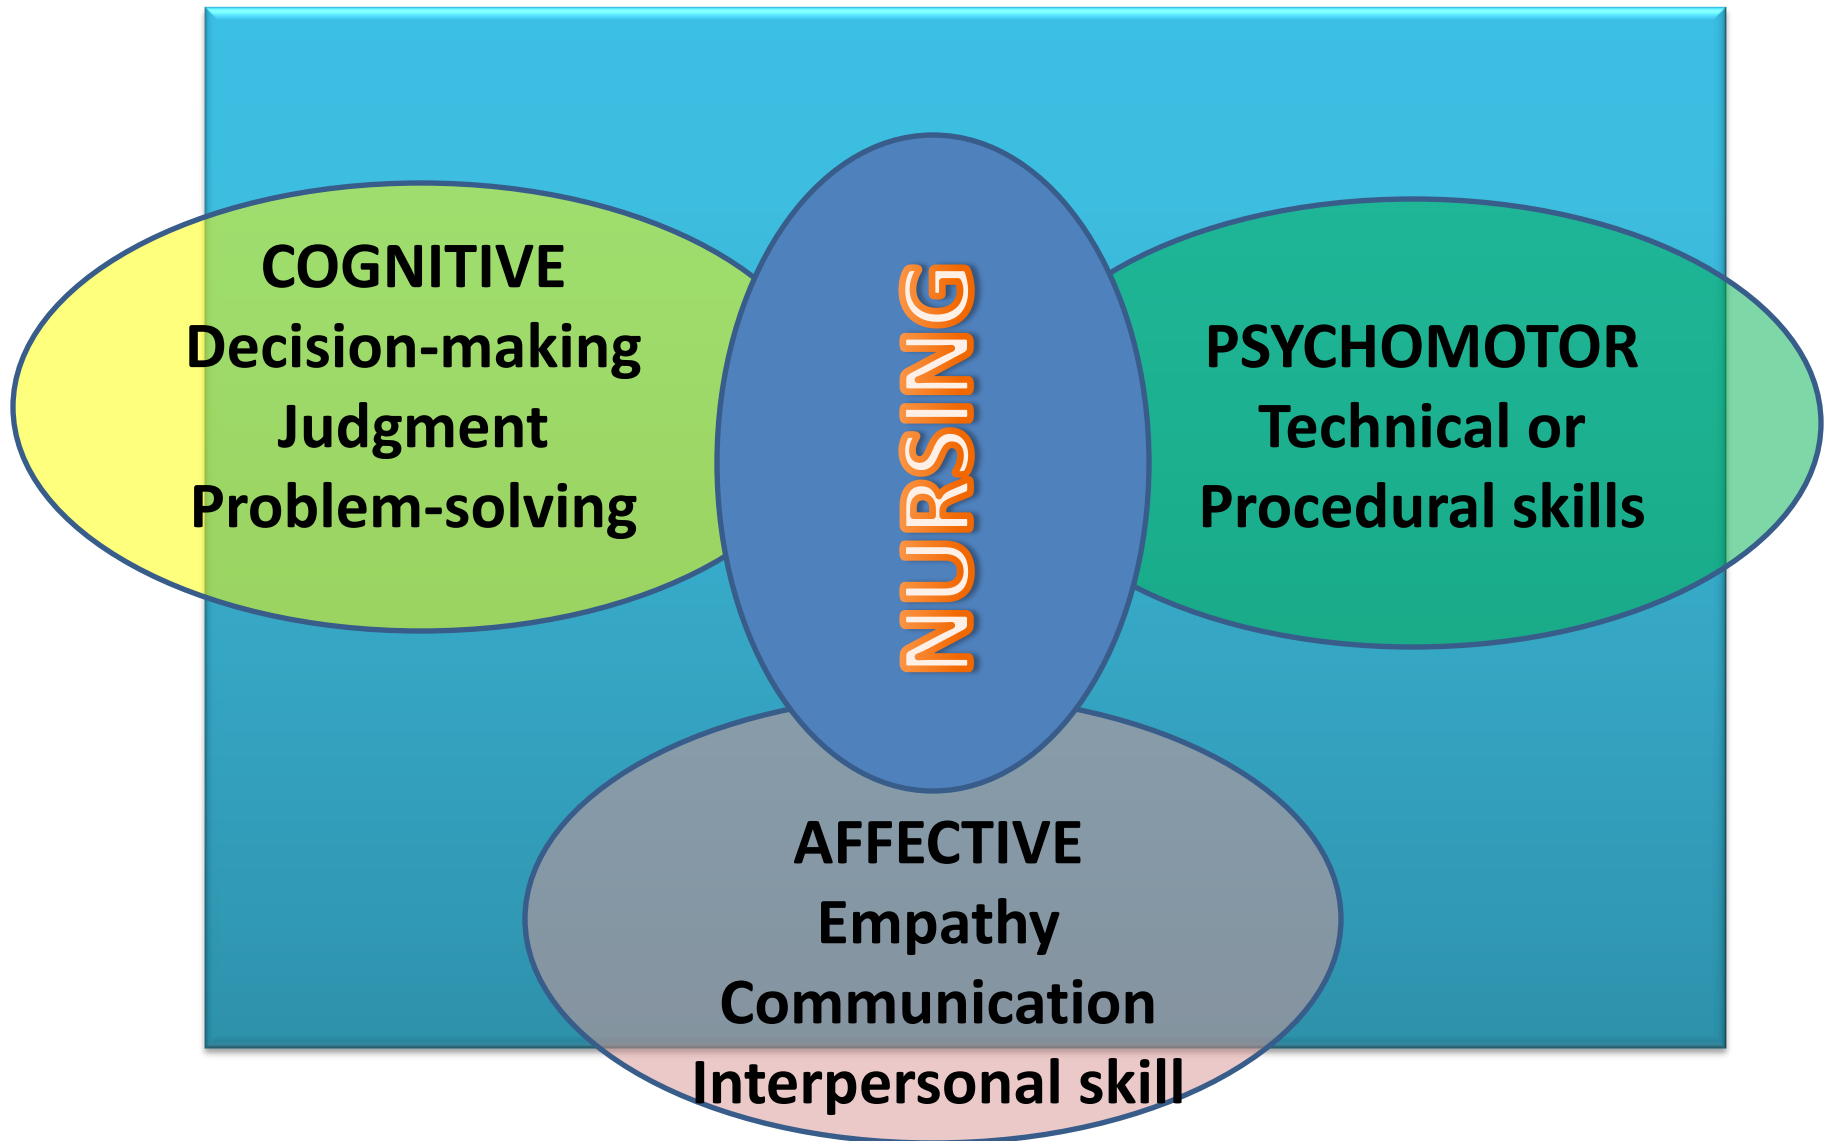 COGNITIVE
Decision-making
Judgment
Problem-solving
NURSING
PSYCHOMOTOR
Technical or
Procedural skills
AFFECTIVE
Empathy
Communication
Interpersonal skill